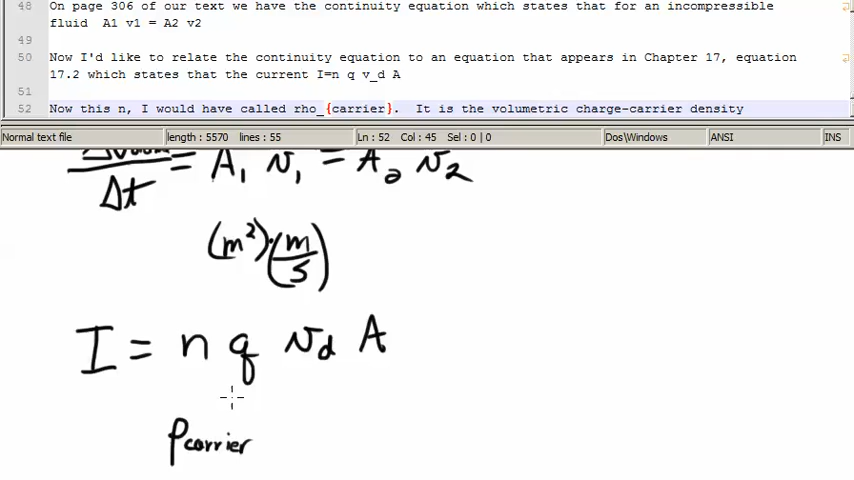 48 On page 306 of our text we have the continuity equation which states that for an incompressible
fluid A1 v1 = A2 v2
49
50 Now I'd like to relate the continuity equation to an equation that appears in Chapter 17, equation
17.2 which states that the current I=n q v_d A
51
52 Now this n, I would have called rho_{carrier}. It is the volumetric charge-carrier density
Normal text file length : 5570 lines : 55 Ln : 52 Col : 45 Sel : 0 | 0 Dos\Windows ANSI INS
= A₁ v₁ = A₂ v₂
Δt
(m²)·(m/s)
I = n q v_d A
ρcarrier